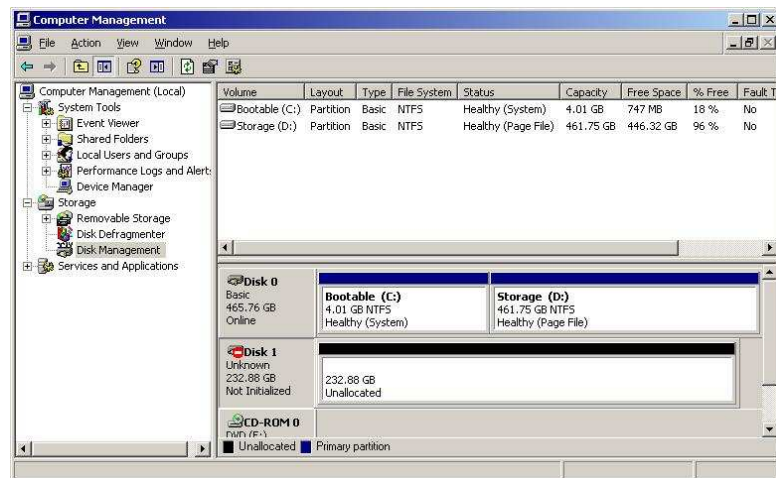 Computer Management
File Action View Window Help
Computer Management (Local)
System Tools
Event Viewer
Shared Folders
Local Users and Groups
Performance Logs and Alert
Device Manager
Storage
Removable Storage
Disk Defragmenter
Disk Management
Services and Applications
Volume Layout Type File System Status Capacity Free Space % Free Fault T
Bootable (C:) Partition Basic NTFS Healthy (System) 4.01 GB 747 MB 18 % No
Storage (D:) Partition Basic NTFS Healthy (Page File) 461.75 GB 446.32 GB 96 % No
Disk 0
Basic
465.76 GB
Online
Bootable (C:)
4.01 GB NTFS
Healthy (System)
Storage (D:)
461.75 GB NTFS
Healthy (Page File)
Disk 1
Unknown
232.88 GB
Not Initialized
232.88 GB
Unallocated
CD-ROM 0
DVD (E:)
Unallocated Primary partition